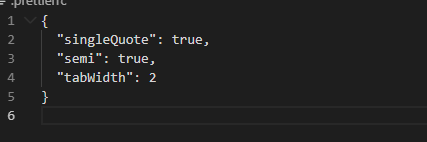 .prettierrc
1 {
2 "singleQuote": true,
3 "semi": true,
4 "tabWidth": 2
5 }
6